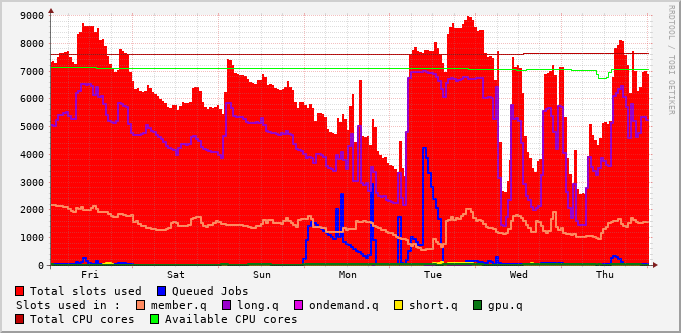 RRDTOOL / TOBI OETIKER
9000
8000
7000
6000
5000
4000
3000
2000
1000
0
Fri Sat Sun Mon Tue Wed Thu
Total slots used Queued Jobs
Slots used in : member.q long.q ondemand.q short.q gpu.q
Total CPU cores Available CPU cores